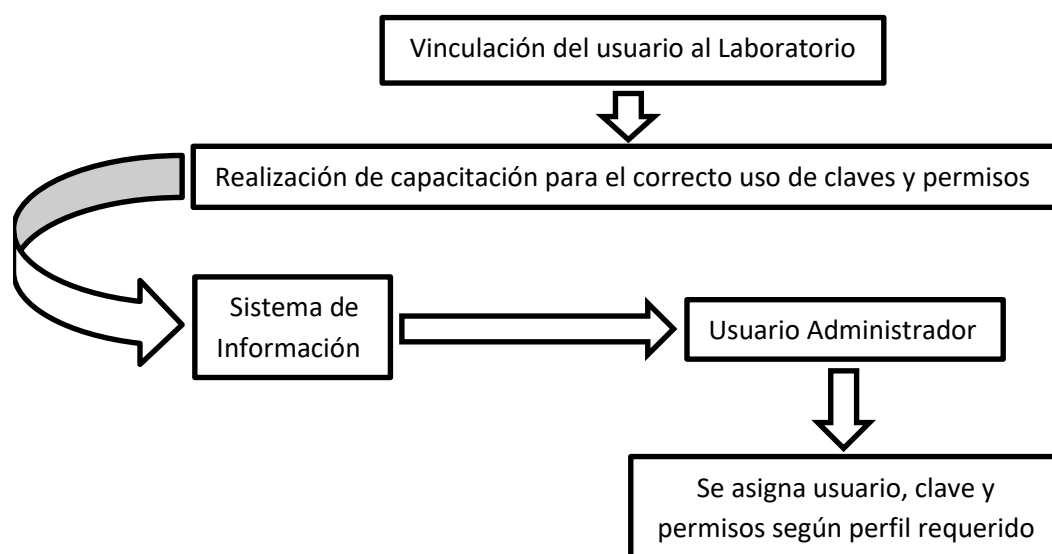 Vinculación del usuario al Laboratorio
Realización de capacitación para el correcto uso de claves y permisos
Sistema de
Información
Usuario Administrador
Se asigna usuario, clave y
permisos según perfil requerido